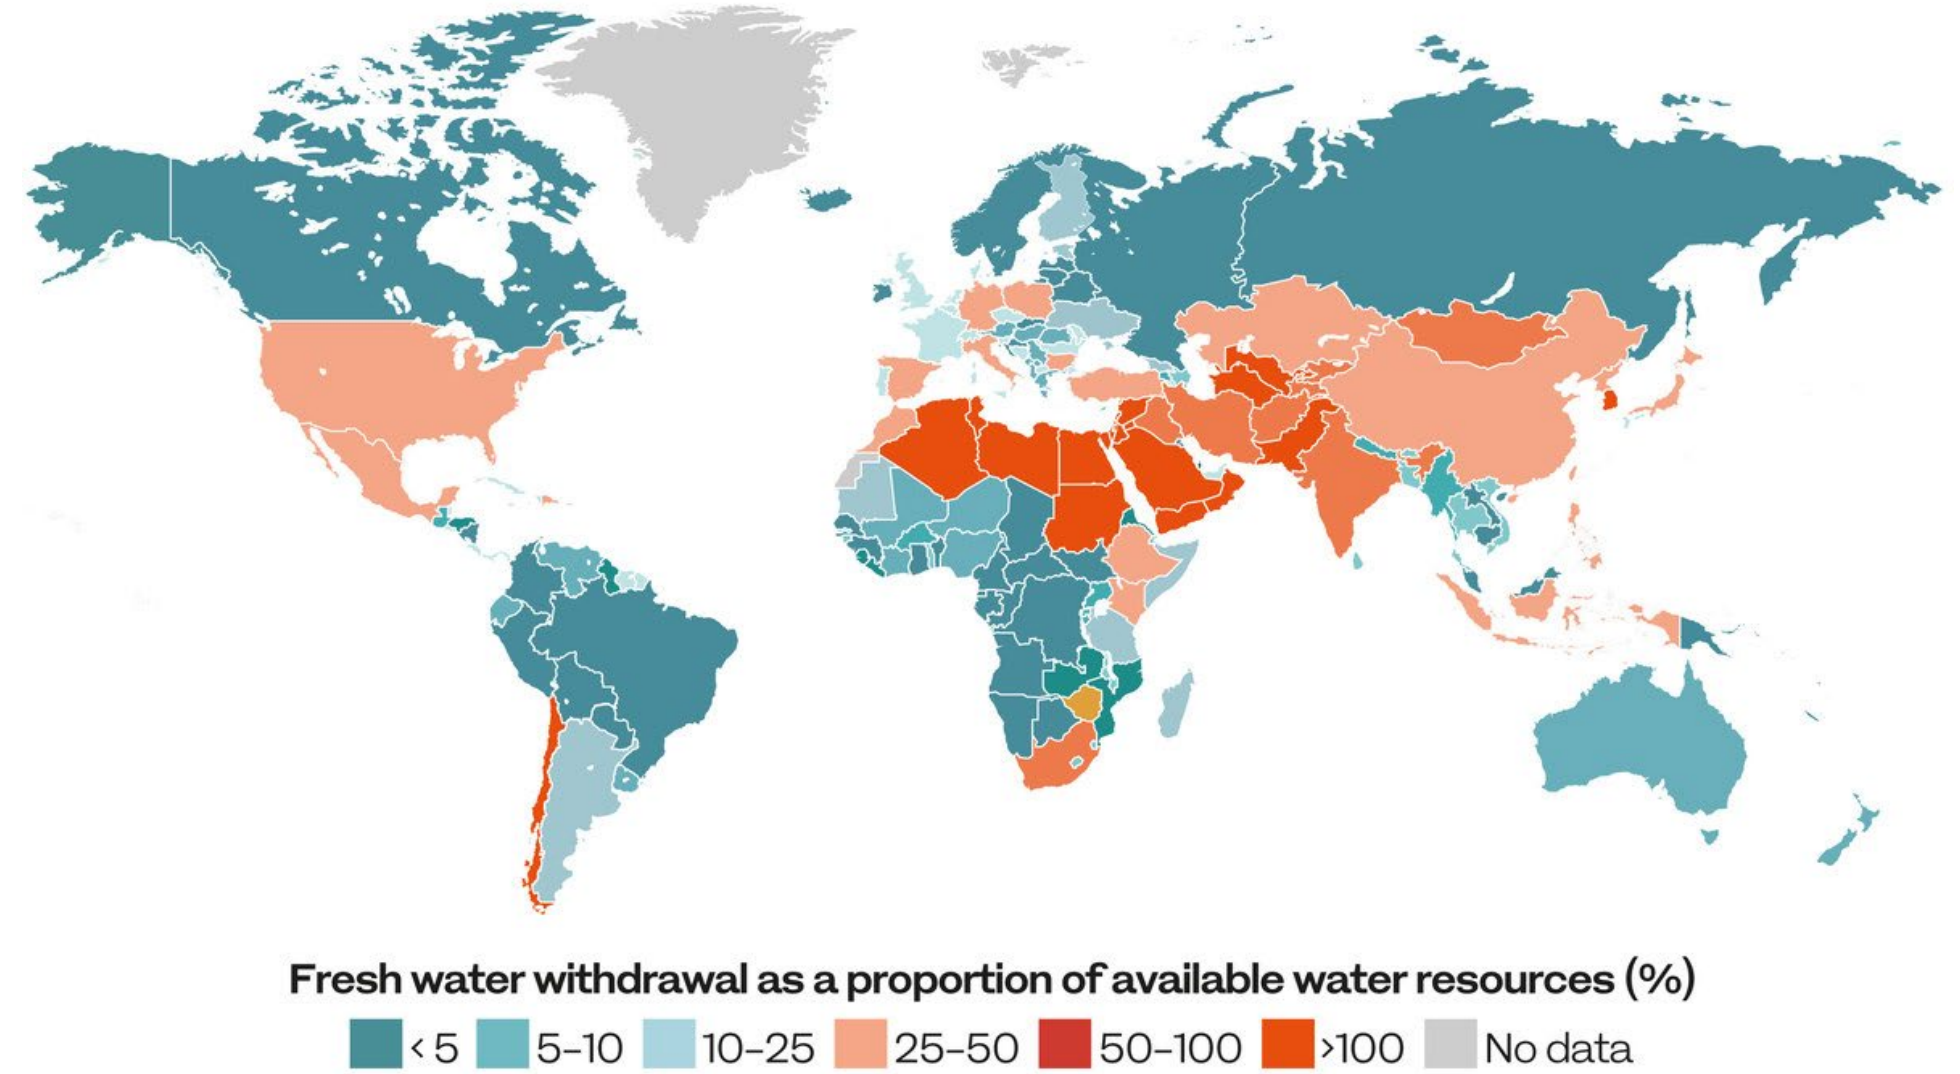 Fresh water withdrawal as a proportion of available water resources (%)
< 5 5–10 10–25 25–50 50–100 >100 No data